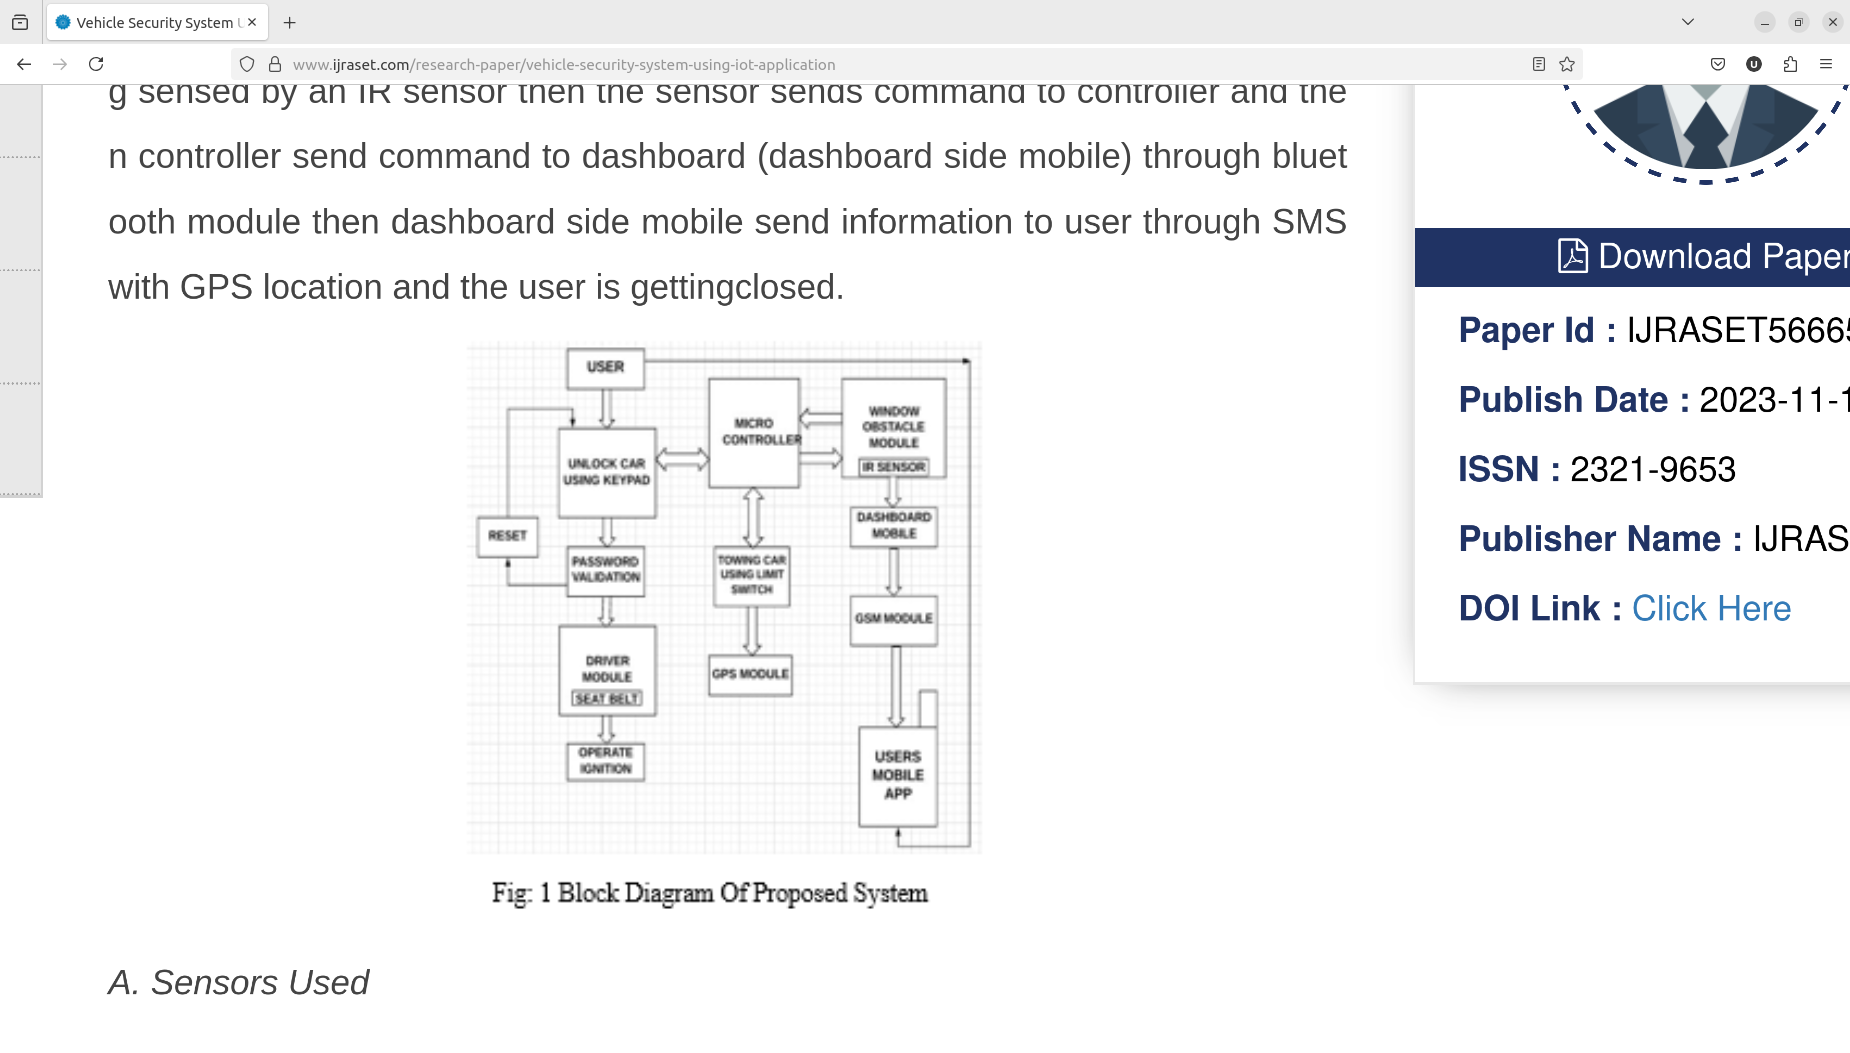 Vehicle Security System U
www.ijraset.com/research-paper/vehicle-security-system-using-iot-application
g sensed by an IR sensor then the sensor sends command to controller and the
n controller send command to dashboard (dashboard side mobile) through bluet
ooth module then dashboard side mobile send information to user through SMS
with GPS location and the user is gettingclosed.
USER
MICRO
CONTROLLER
WINDOW
OBSTACLE
MODULE
IR SENSOR
UNLOCK CAR
USING KEYPAD
RESET
PASSWORD
VALIDATION
TOWING CAR
USING LIMIT
SWITCH
DASHBOARD
MOBILE
GSM MODULE
DRIVER
MODULE
SEAT BELT
GPS MODULE
OPERATE
IGNITION
USERS
MOBILE
APP
Fig: 1 Block Diagram Of Proposed System
A. Sensors Used
Download Paper
Paper Id : IJRASET56665
Publish Date : 2023-11-1
ISSN : 2321-9653
Publisher Name : IJRAS
DOI Link : Click Here